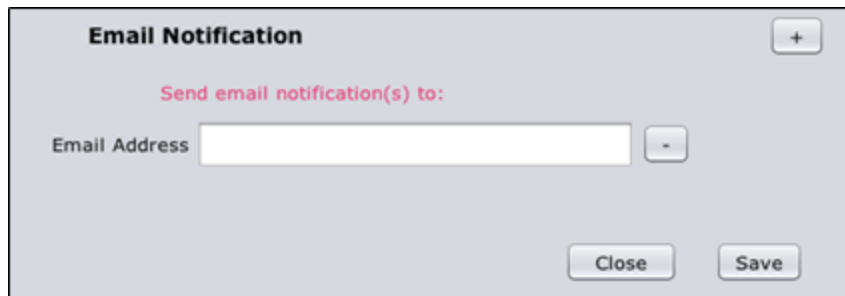 Email Notification +
Send email notification(s) to:
Email Address -
Close Save